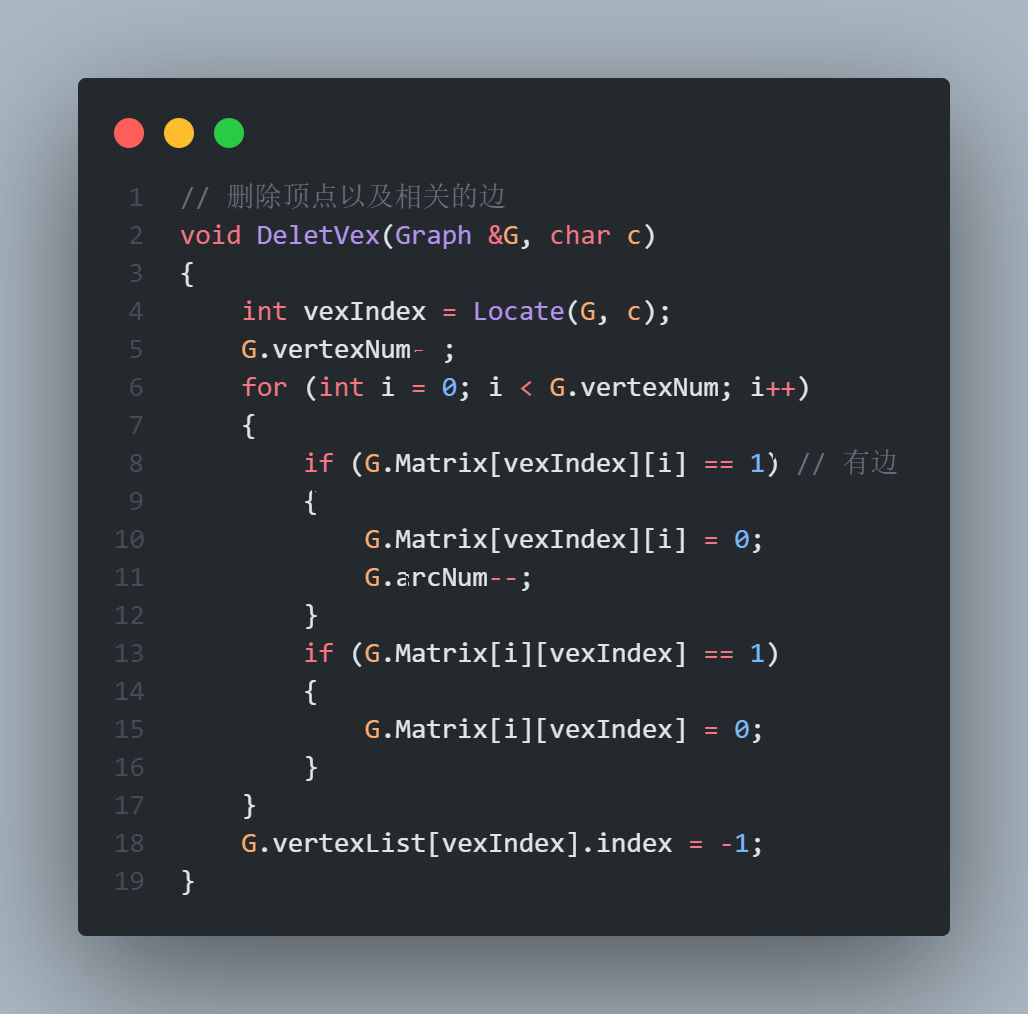 1 // 删除顶点以及相关的边
2 void DeletVex(Graph &G, char c)
3 {
4 int vexIndex = Locate(G, c);
5 G.vertexNum- ;
6 for (int i = 0; i < G.vertexNum; i++)
7 {
8 if (G.Matrix[vexIndex][i] == 1) // 有边
9 {
10 G.Matrix[vexIndex][i] = 0;
11 G.arcNum--;
12 }
13 if (G.Matrix[i][vexIndex] == 1)
14 {
15 G.Matrix[i][vexIndex] = 0;
16 }
17 }
18 G.vertexList[vexIndex].index = -1;
19 }